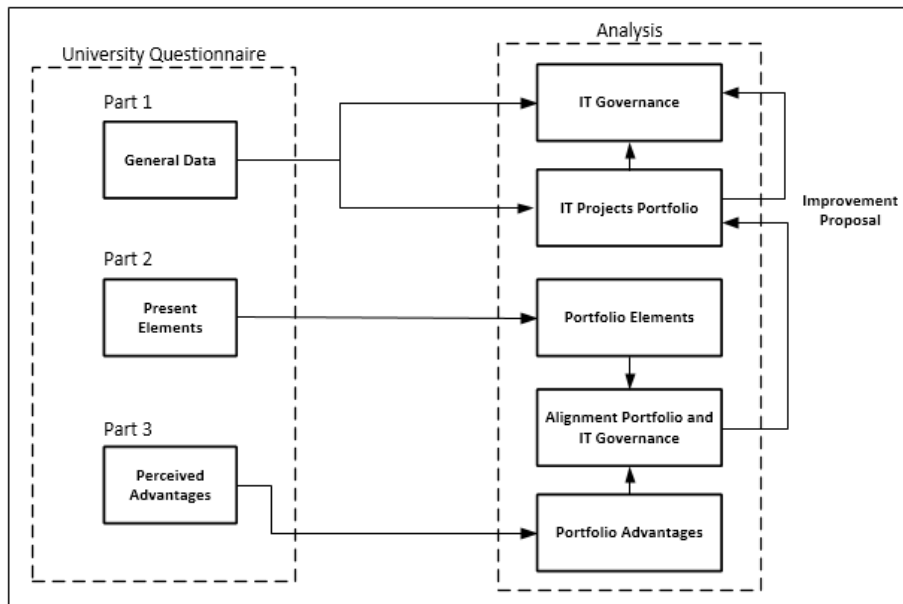 University Questionnaire
Part 1
General Data
Part 2
Present
Elements
Part 3
Perceived
Advantages
Analysis
IT Governance
IT Projects Portfolio
Portfolio Elements
Alignment Portfolio and
IT Governance
Portfolio Advantages
Improvement
Proposal